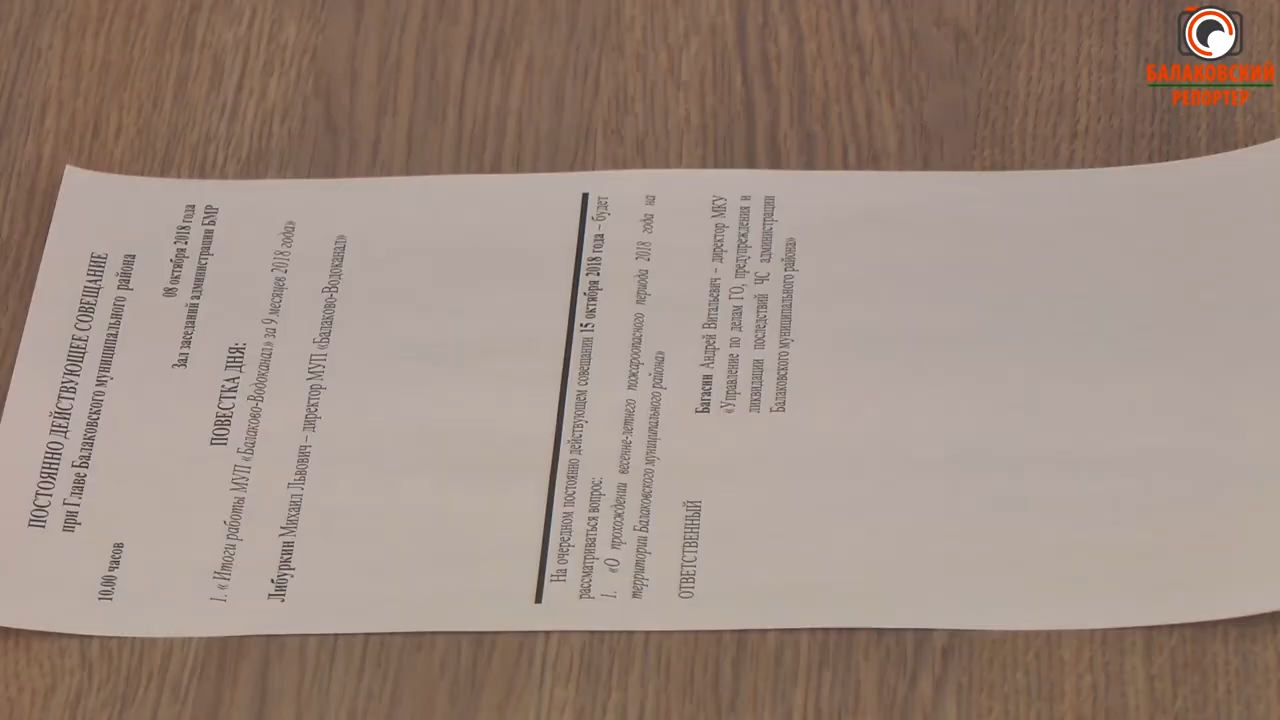 ПОСТОЯННО ДЕЙСТВУЮЩЕЕ СОВЕЩАНИЕ
при Главе Балаковского муниципального района
10.00 часов
08 октября 2018 года
Зал заседаний администрации БМР
ПОВЕСТКА ДНЯ:
1. «Итоги работы МУП «Балаково-Водоканал» за 9 месяцев 2018 года»
Либуркин Михаил Львович – директор МУП «Балаково-Водоканал»
На очередном постоянно действующем совещании 15 октября 2018 года – будет
рассматриваться вопрос:
1. «О прохождении весенне-летнего пожароопасного периода 2018 года на
территории Балаковского муниципального района»
ОТВЕТСТВЕННЫЙ
Багасин Андрей Витальевич – директор МКУ
«Управление по делам ГО, предупреждения и
ликвидации последствий ЧС администрации
Балаковского муниципального района»
БАЛАКОВСКИЙ
РЕПОРТЕР